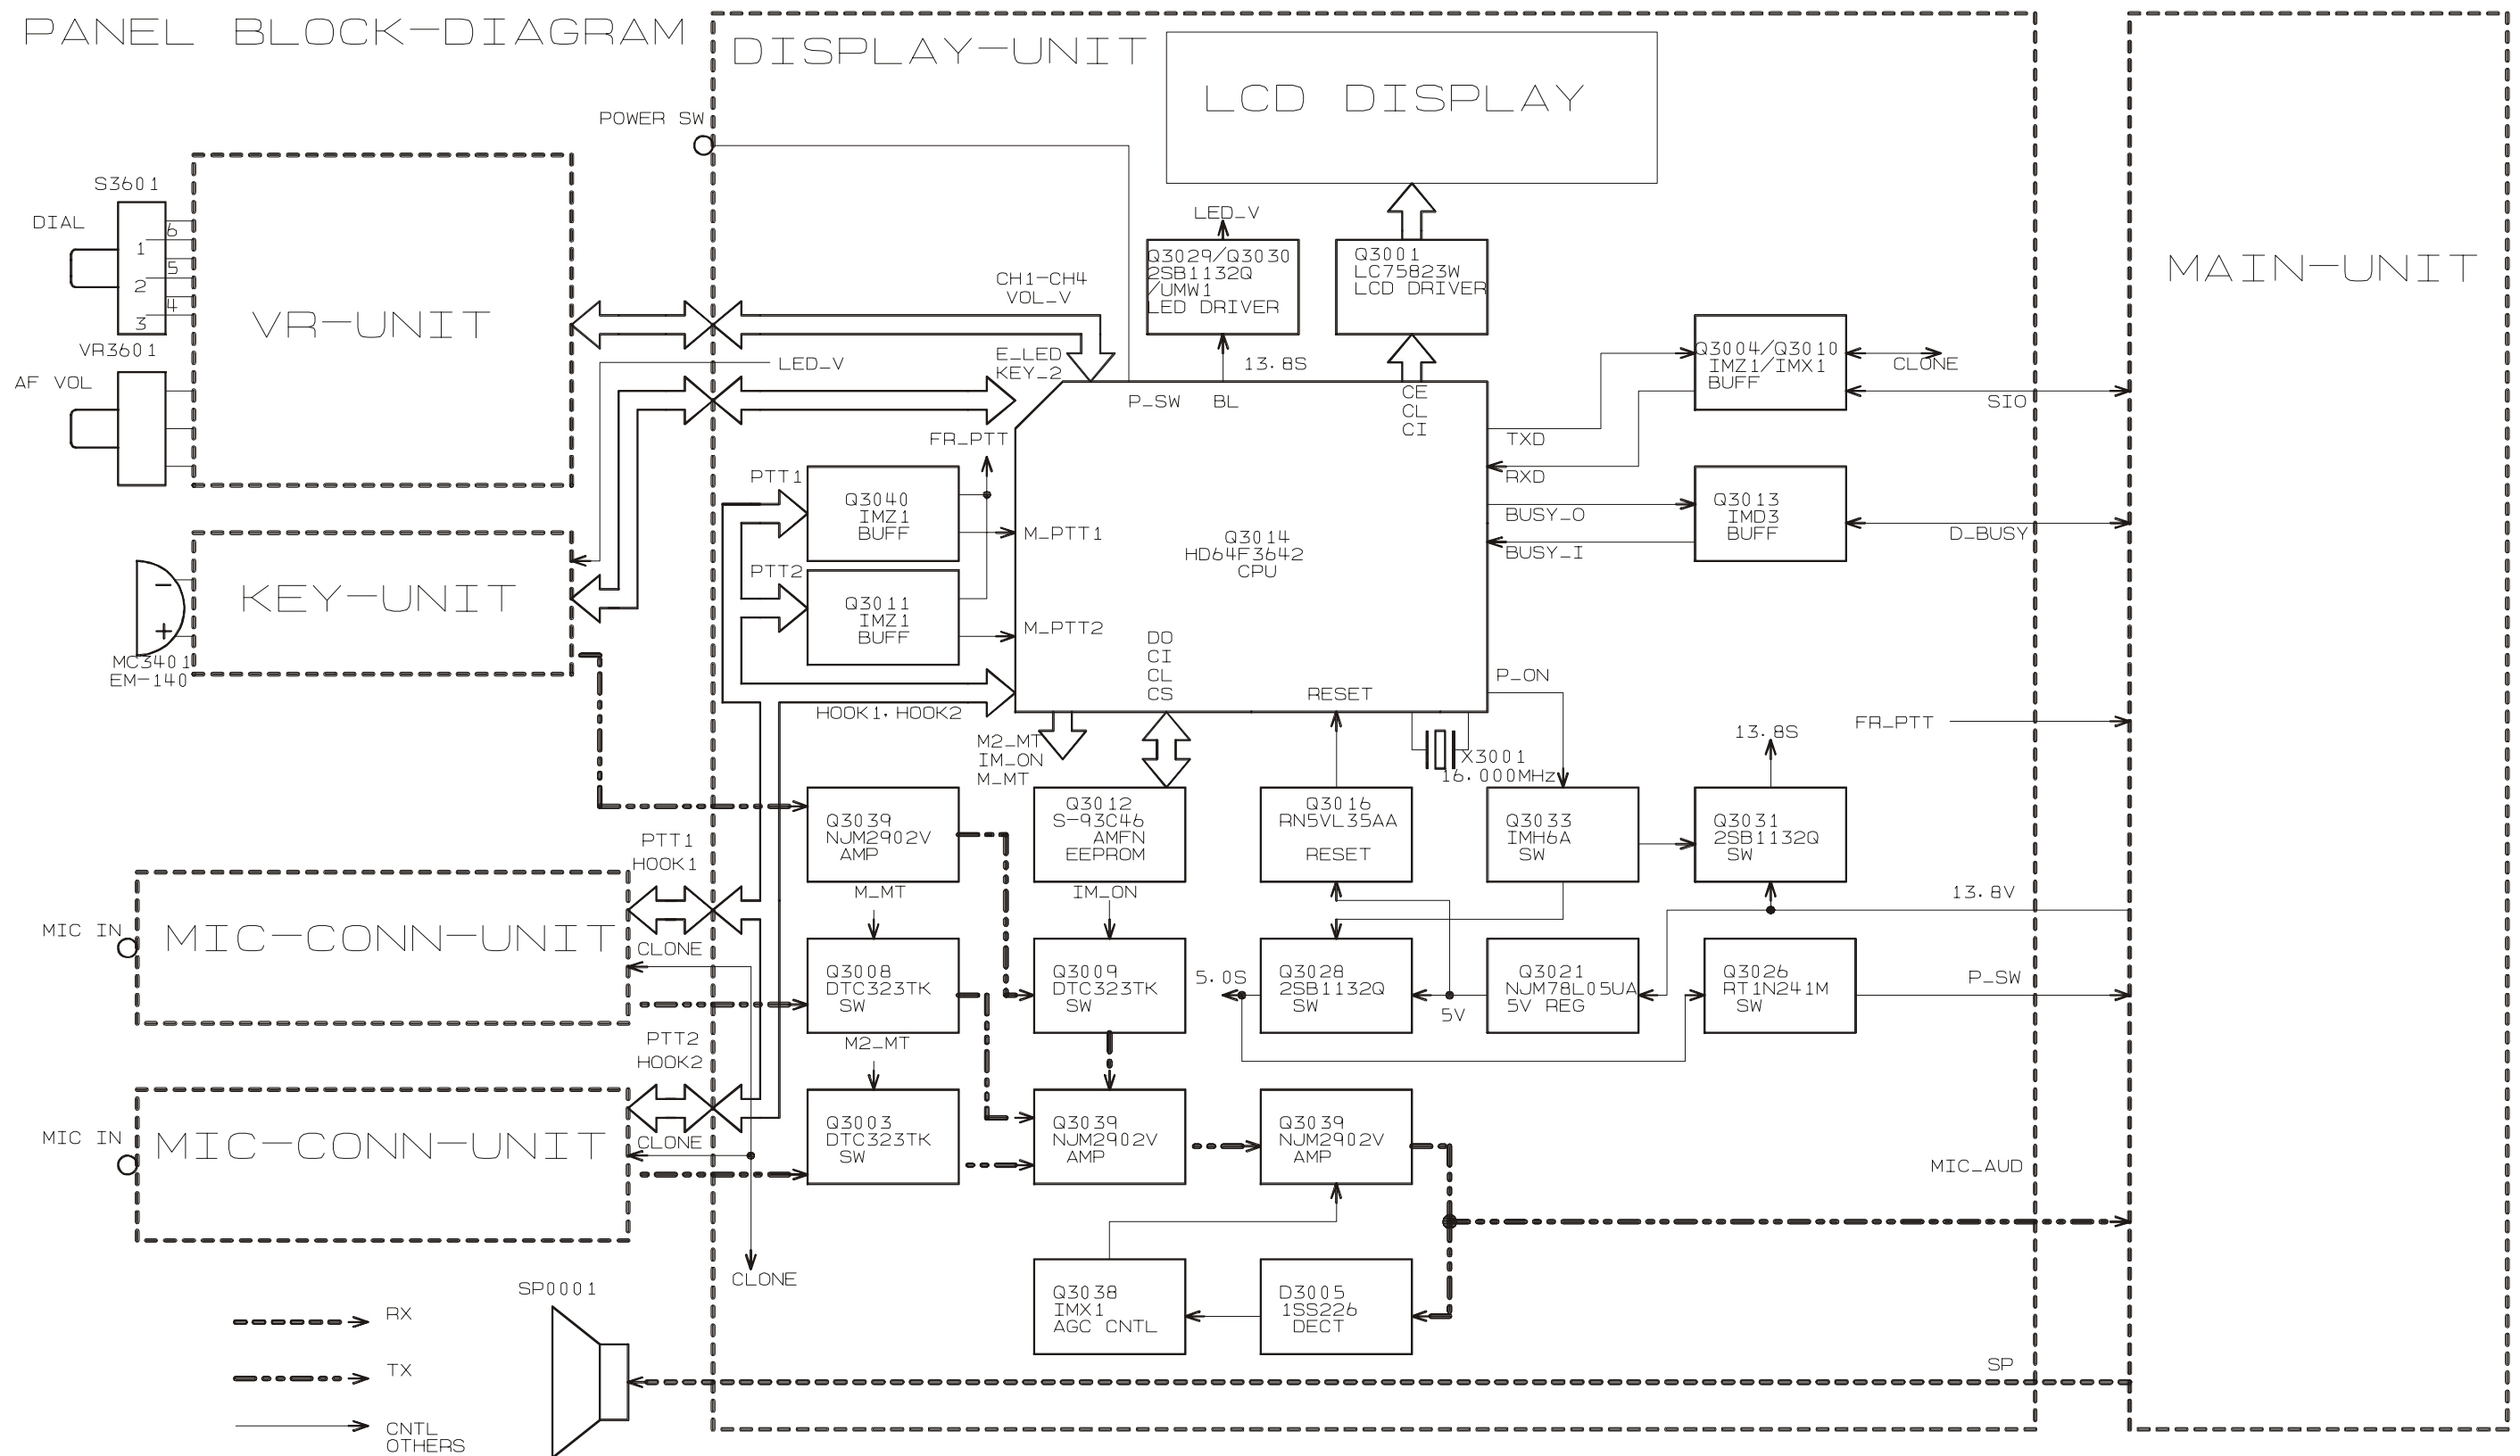 PANEL BLOCK-DIAGRAM
DISPLAY-UNIT
LCD DISPLAY
MAIN-UNIT
POWER SW
S3601
DIAL
6
1
5
2
4
3
VR3601
AF VOL
VR-UNIT
LED_V
Q3029/Q3030
2SB1132Q
/UMW1
LED DRIVER
Q3001
LC75823W
LCD DRIVER
CH1-CH4
VOL_V
E_LED
KEY_2
LED_V
13.8S
P_SW
BL
CE
CL
CI
Q3004/Q3010
IMZ1/IMX1
BUFF
CLONE
SIO
TXD
RXD
FR_PTT
PTT1
Q3040
IMZ1
BUFF
M_PTT1
PTT2
Q3011
IMZ1
BUFF
M_PTT2
Q3014
HD64F3642
CPU
BUSY_O
BUSY_I
Q3013
IMD3
BUFF
D_BUSY
KEY-UNIT
-
+
MC3401
EM-140
DO
CI
CL
CS
RESET
P_ON
HOOK1, HOOK2
M2_MT
IM_ON
M_MT
X3001
16.000MHz
FR_PTT
13.8S
Q3039
NJM2902V
AMP
Q3012
S-93C46
AMFN
EEPROM
Q3016
RN5VL35AA
RESET
Q3033
IMH6A
SW
Q3031
2SB1132Q
SW
PTT1
HOOK1
M_MT
IM_ON
13.8V
MIC IN
MIC-CONN-UNIT
CLONE
Q3008
DTC323TK
SW
Q3009
DTC323TK
SW
5.0S
Q3028
2SB1132Q
SW
5V
Q3021
NJM78L05UA
5V REG
Q3026
RT1N241M
SW
P_SW
PTT2
HOOK2
M2_MT
MIC IN
MIC-CONN-UNIT
CLONE
Q3003
DTC323TK
SW
Q3039
NJM2902V
AMP
Q3039
NJM2902V
AMP
MIC_AUD
CLONE
Q3038
IMX1
AGC CNTL
D3005
1SS226
DECT
SP0001
SP
RX
TX
CNTL
OTHERS